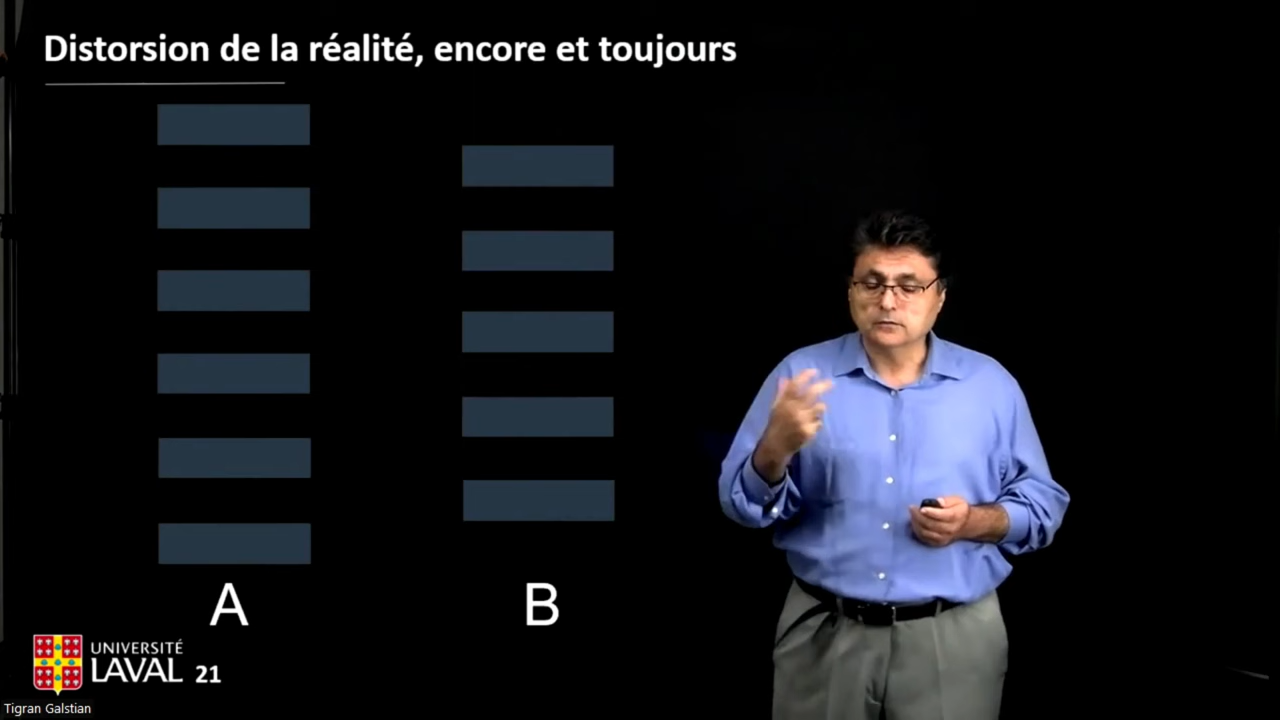 Distorsion de la réalité, encore et toujours
A
B
UNIVERSITÉ
LAVAL
21
Tigran Galstian